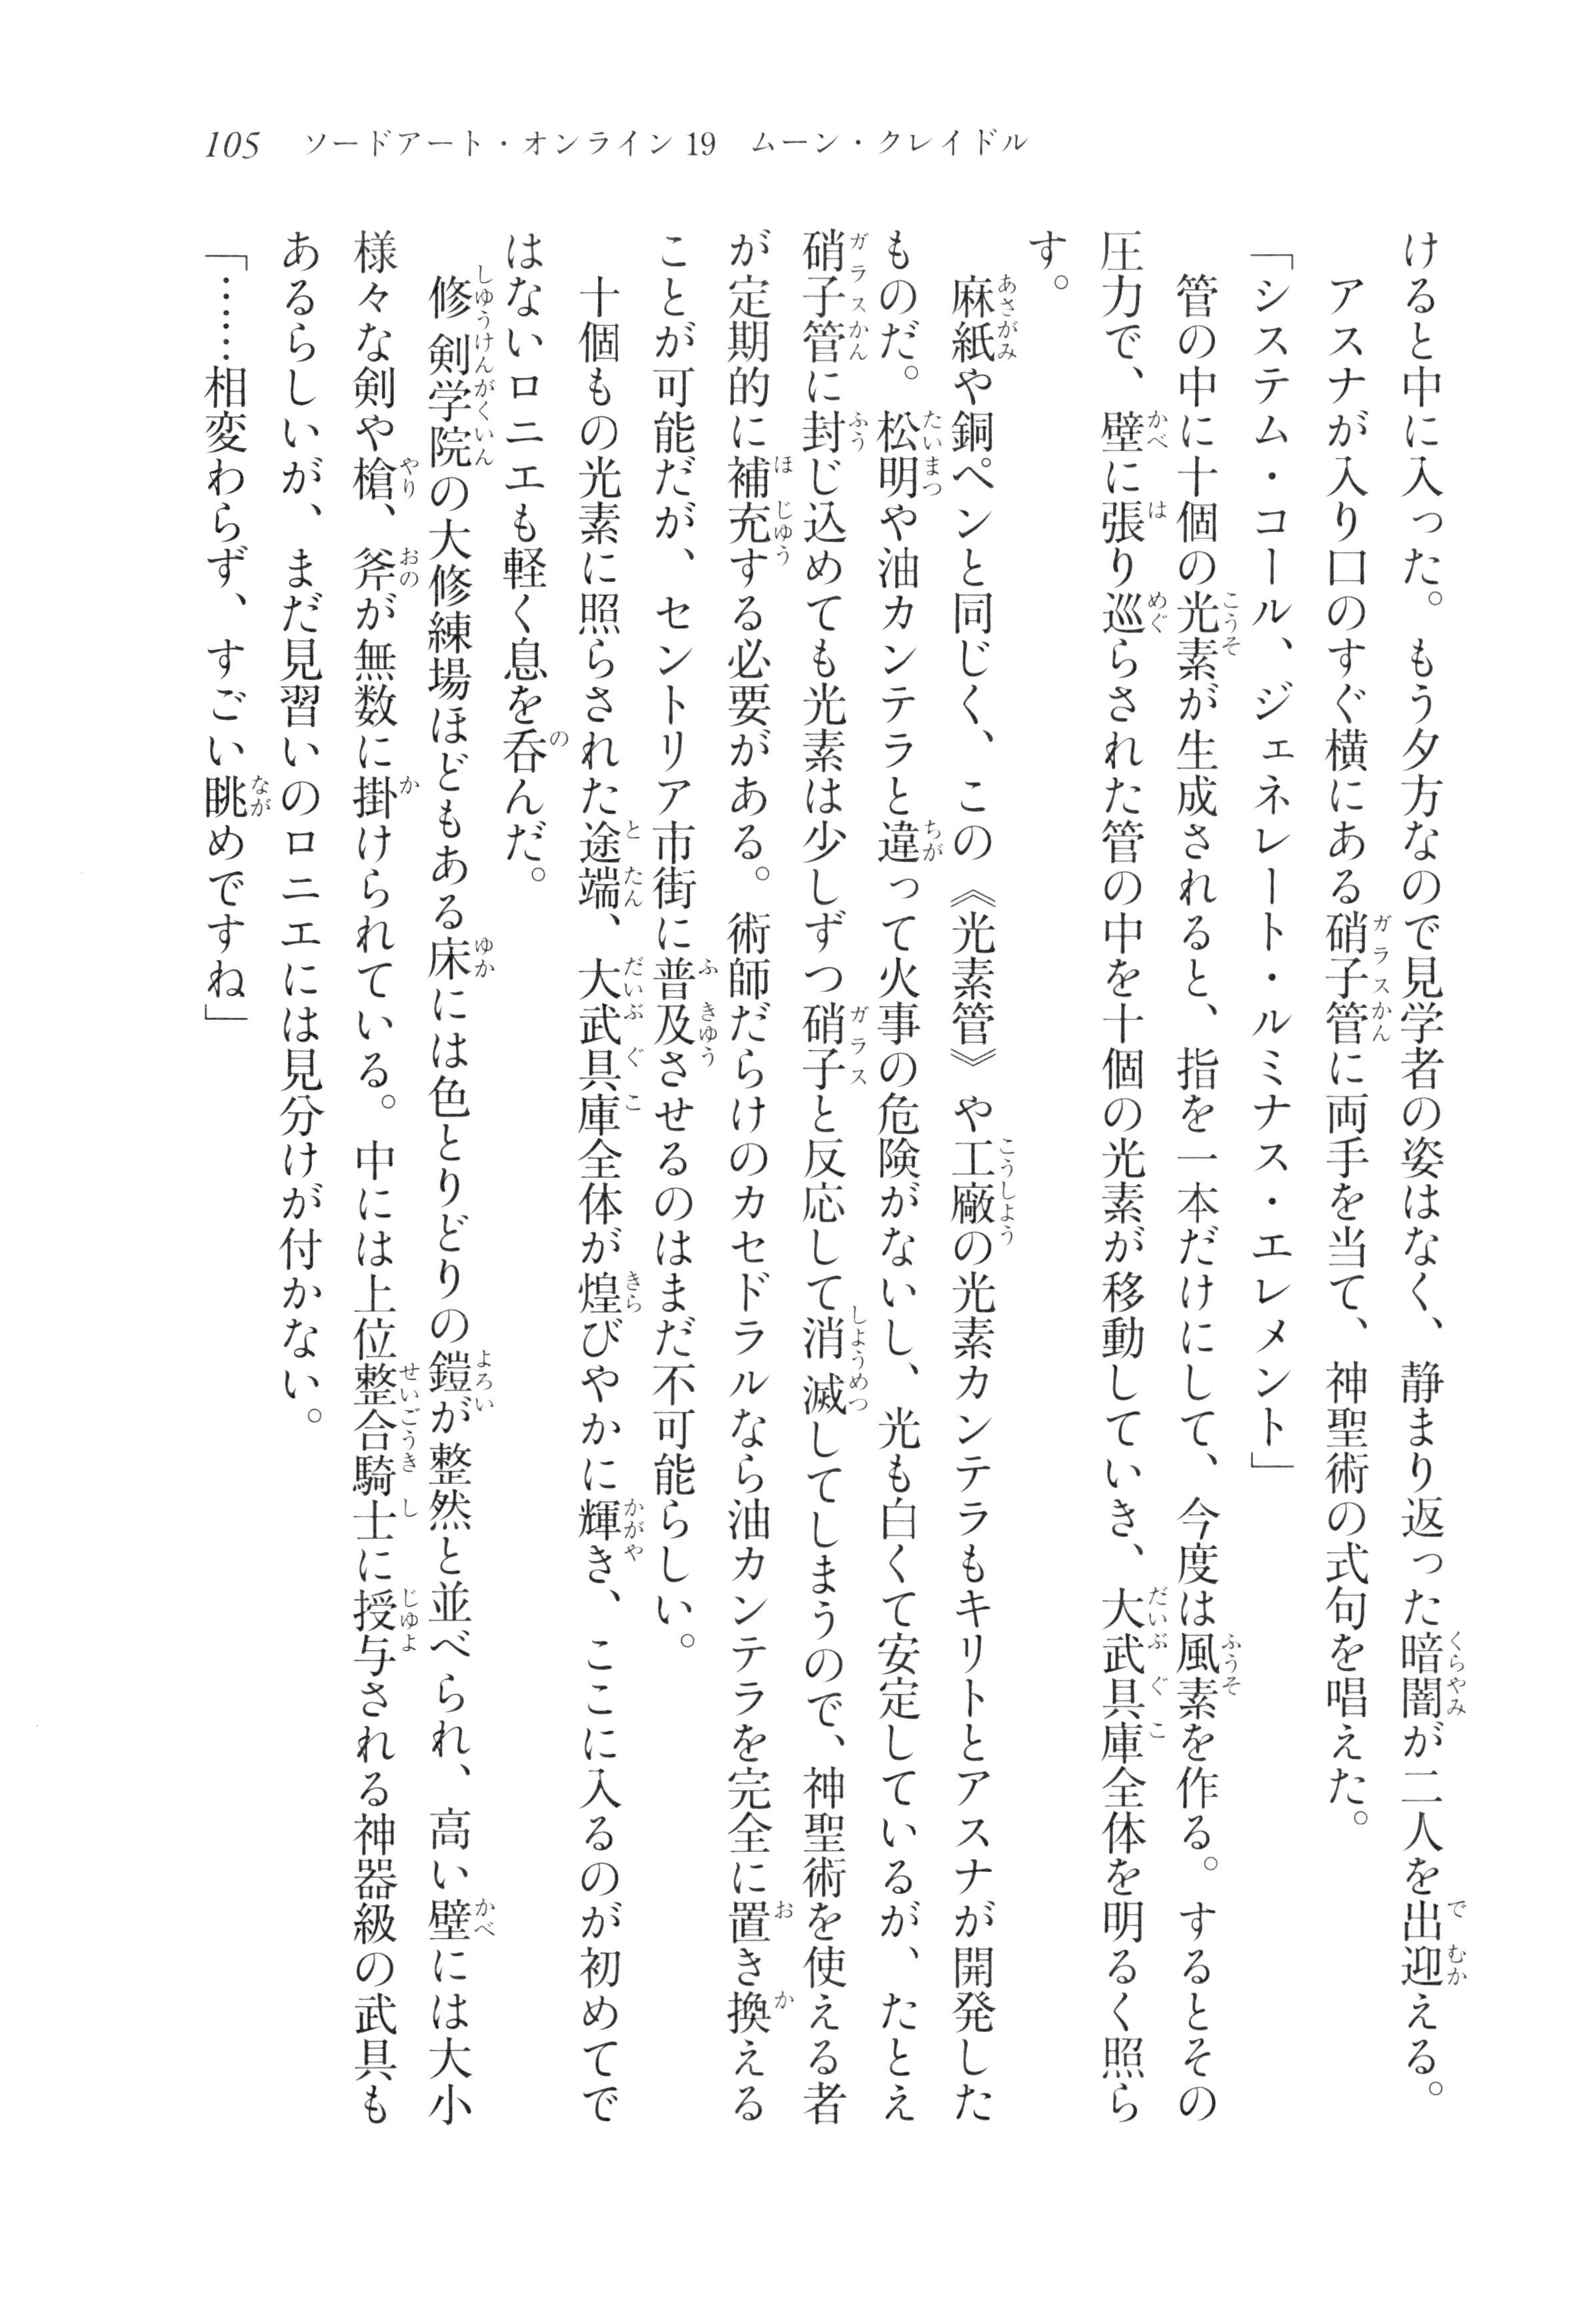 105　ソードアート・オンライン19　ムーン・クレイドル
けると中に入った。もう夕方なので見学者の姿はなく、静まり返った暗闇が二人を出迎える。
　アスナが入り口のすぐ横にある硝子管に両手を当て、神聖術の式句を唱えた。
「システム・コール、ジェネレート・ルミナス・エレメント」
　管の中に十個の光素が生成されると、指を一本だけにして、今度は風素を作る。するとその
圧力で、壁に張り巡らされた管の中を十個の光素が移動していき、大武具庫全体を明るく照ら
す。
　麻紙や銅ペンと同じく、この《光素管》や工廠の光素カンテラもキリトとアスナが開発した
ものだ。松明や油カンテラと違って火事の危険がないし、光も白くて安定しているが、たとえ
硝子管に封じ込めても光素は少しずつ硝子と反応して消滅してしまうので、神聖術を使える者
が定期的に補充する必要がある。術師だらけのカセドラルなら油カンテラを完全に置き換える
ことが可能だが、セントリア市街に普及させるのはまだ不可能らしい。
　十個もの光素に照らされた途端、大武具庫全体が煌びやかに輝き、ここに入るのが初めてで
はないロニエも軽く息を呑んだ。
　修剣学院の大修練場ほどもある床には色とりどりの鎧が整然と並べられ、高い壁には大小
様々な剣や槍、斧が無数に掛けられている。中には上位整合騎士に授与される神器級の武具も
あるらしいが、まだ見習いのロニエには見分けが付かない。
「……相変わらず、すごい眺めですね」